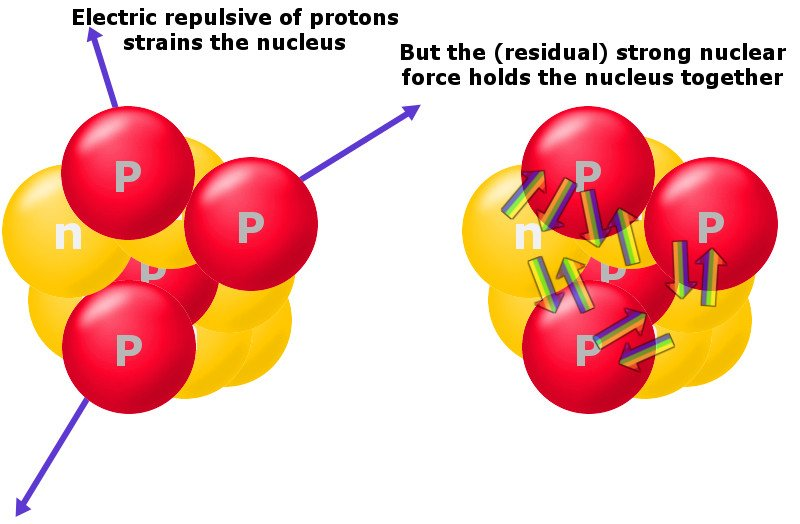 Electric repulsive of protons
strains the nucleus
But the (residual) strong nuclear
force holds the nucleus together
P
P
n
P
P
P
P
n
P
P